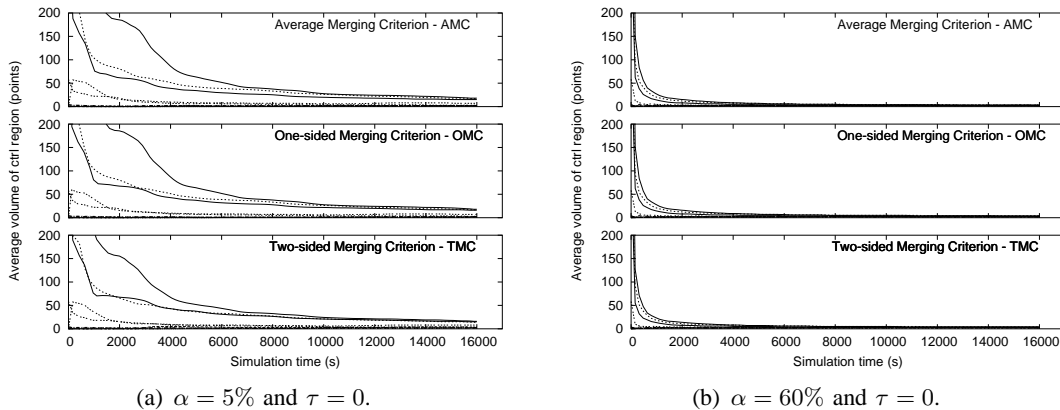 Average volume of ctrl region (points)
200
Average Merging Criterion - AMC
150
100
50
0
200
One-sided Merging Criterion - OMC
150
100
50
0
200
Two-sided Merging Criterion - TMC
150
100
50
0
0 2000 4000 6000 8000 10000 12000 14000 16000
Simulation time (s)
(a) α = 5% and τ = 0.
Average volume of ctrl region (points)
200
Average Merging Criterion - AMC
150
100
50
0
200
One-sided Merging Criterion - OMC
150
100
50
0
200
Two-sided Merging Criterion - TMC
150
100
50
0
0 2000 4000 6000 8000 10000 12000 14000 16000
Simulation time (s)
(b) α = 60% and τ = 0.